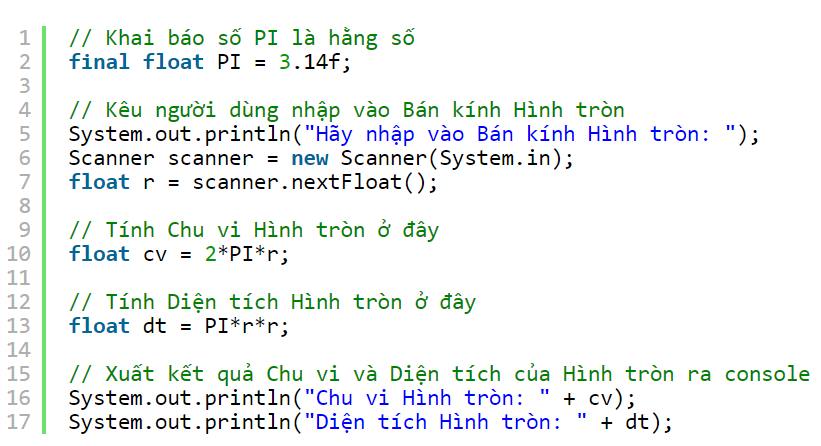 1 // Khai báo số PI là hằng số
2 final float PI = 3.14f;
3
4 // Kêu người dùng nhập vào Bán kính Hình tròn
5 System.out.println("Hãy nhập vào Bán kính Hình tròn: ");
6 Scanner scanner = new Scanner(System.in);
7 float r = scanner.nextFloat();
8
9 // Tính Chu vi Hình tròn ở đây
10 float cv = 2*PI*r;
11
12 // Tính Diện tích Hình tròn ở đây
13 float dt = PI*r*r;
14
15 // Xuất kết quả Chu vi và Diện tích của Hình tròn ra console
16 System.out.println("Chu vi Hình tròn: " + cv);
17 System.out.println("Diện tích Hình tròn: " + dt);